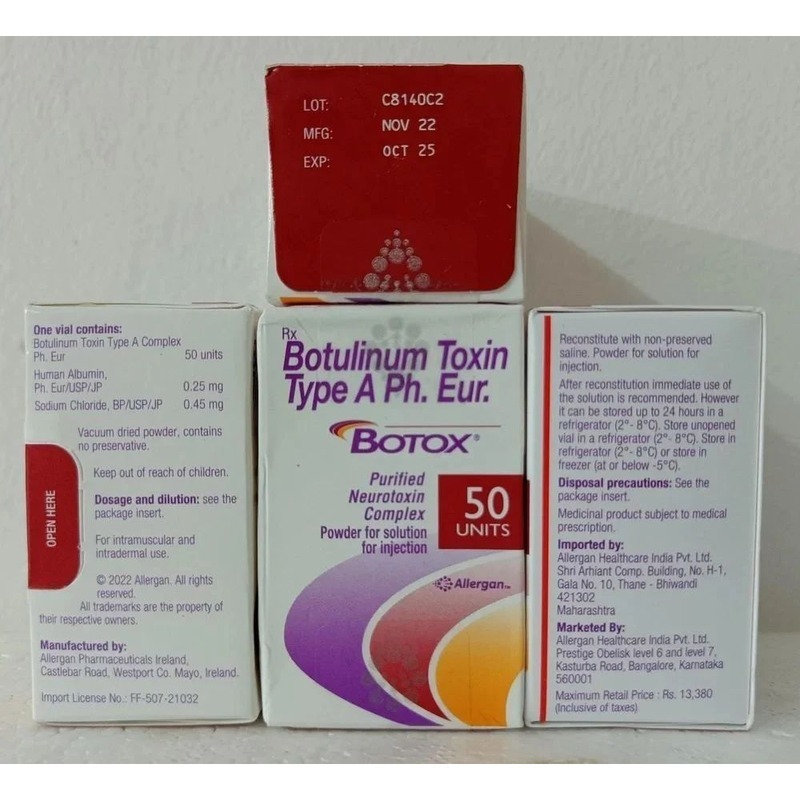 LOT: C8140C2
MFG: NOV 22
EXP: OCT 25
One vial contains:
Botulinum Toxin Type A Complex
Ph. Eur 50 units
Human Albumin,
Ph. Eur/USP/JP 0.25 mg
Sodium Chloride, BP/USP/JP 0.45 mg
Vacuum dried powder, contains
no preservative.
Keep out of reach of children.
Dosage and dilution: see the
package insert.
For intramuscular and
intradermal use.
© 2022 Allergan. All rights
reserved.
All trademarks are the property of
their respective owners.
Manufactured by:
Allergan Pharmaceuticals Ireland,
Castlebar Road, Westport Co. Mayo, Ireland.
Import License No.: FF-507-21032
OPEN HERE
Rx
Botulinum Toxin
Type A Ph. Eur.
BOTOX®
Purified
Neurotoxin
Complex
Powder for solution
for injection
50
UNITS
Allergan™
Reconstitute with non-preserved
saline. Powder for solution for
injection.
After reconstitution immediate use of
the solution is recommended. However
it can be stored up to 24 hours in a
refrigerator (2°- 8°C). Store unopened
vial in a refrigerator (2°- 8°C). Store in
refrigerator (2°- 8°C) or store in
freezer (at or below -5°C).
Disposal precautions: See the
package insert.
Medicinal product subject to medical
prescription.
Imported by:
Allergan Healthcare India Pvt. Ltd.
Shri Arhiant Comp. Building, No. H-1,
Gala No. 10, Thane - Bhiwandi
421302
Maharashtra
Marketed By:
Allergan Healthcare India Pvt. Ltd.
Prestige Obelisk level 6 and level 7,
Kasturba Road, Bangalore, Karnataka
560001
Maximum Retail Price : Rs. 13,380
(Inclusive of taxes)